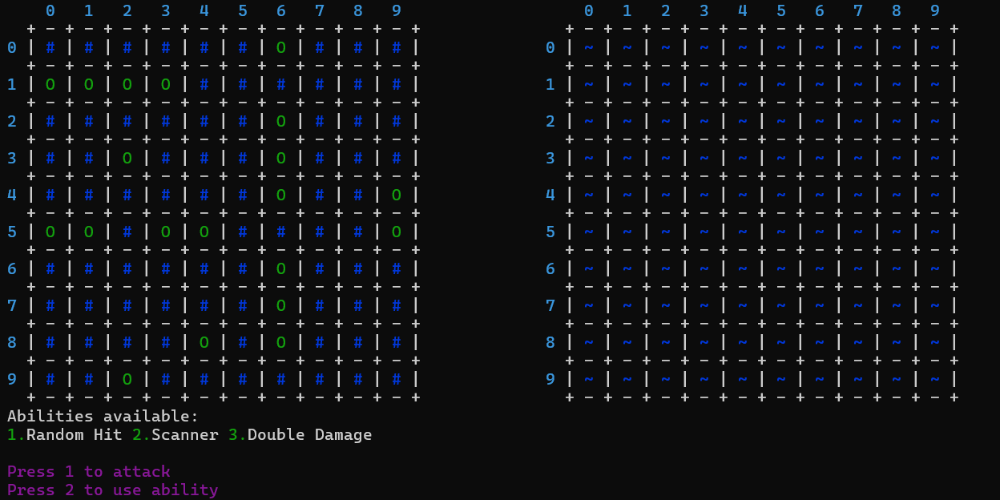 0 1 2 3 4 5 6 7 8 9 0 1 2 3 4 5 6 7 8 9
+ - + - + - + - + - + - + - + - + - + - + + - + - + - + - + - + - + - + - + - + - +
0 | # | # | # | # | # | # | O | # | # | # | 0 | ~ | ~ | ~ | ~ | ~ | ~ | ~ | ~ | ~ | ~ |
+ - + - + - + - + - + - + - + - + - + - + + - + - + - + - + - + - + - + - + - + - +
1 | O | O | O | O | # | # | # | # | # | # | 1 | ~ | ~ | ~ | ~ | ~ | ~ | ~ | ~ | ~ | ~ |
+ - + - + - + - + - + - + - + - + - + - + + - + - + - + - + - + - + - + - + - + - +
2 | # | # | # | # | # | # | O | # | # | # | 2 | ~ | ~ | ~ | ~ | ~ | ~ | ~ | ~ | ~ | ~ |
+ - + - + - + - + - + - + - + - + - + - + + - + - + - + - + - + - + - + - + - + - +
3 | # | # | O | # | # | # | O | # | # | # | 3 | ~ | ~ | ~ | ~ | ~ | ~ | ~ | ~ | ~ | ~ |
+ - + - + - + - + - + - + - + - + - + - + + - + - + - + - + - + - + - + - + - + - +
4 | # | # | # | # | # | # | O | # | # | O | 4 | ~ | ~ | ~ | ~ | ~ | ~ | ~ | ~ | ~ | ~ |
+ - + - + - + - + - + - + - + - + - + - + + - + - + - + - + - + - + - + - + - + - +
5 | O | O | # | O | O | # | # | # | # | O | 5 | ~ | ~ | ~ | ~ | ~ | ~ | ~ | ~ | ~ | ~ |
+ - + - + - + - + - + - + - + - + - + - + + - + - + - + - + - + - + - + - + - + - +
6 | # | # | # | # | # | # | O | # | # | # | 6 | ~ | ~ | ~ | ~ | ~ | ~ | ~ | ~ | ~ | ~ |
+ - + - + - + - + - + - + - + - + - + - + + - + - + - + - + - + - + - + - + - + - +
7 | # | # | # | # | # | # | O | # | # | # | 7 | ~ | ~ | ~ | ~ | ~ | ~ | ~ | ~ | ~ | ~ |
+ - + - + - + - + - + - + - + - + - + - + + - + - + - + - + - + - + - + - + - + - +
8 | # | # | # | # | O | # | O | # | # | # | 8 | ~ | ~ | ~ | ~ | ~ | ~ | ~ | ~ | ~ | ~ |
+ - + - + - + - + - + - + - + - + - + - + + - + - + - + - + - + - + - + - + - + - +
9 | # | # | O | # | # | # | # | # | # | # | 9 | ~ | ~ | ~ | ~ | ~ | ~ | ~ | ~ | ~ | ~ |
+ - + - + - + - + - + - + - + - + - + - + + - + - + - + - + - + - + - + - + - + - +
Abilities available:
1.Random Hit 2.Scanner 3.Double Damage
Press 1 to attack
Press 2 to use ability